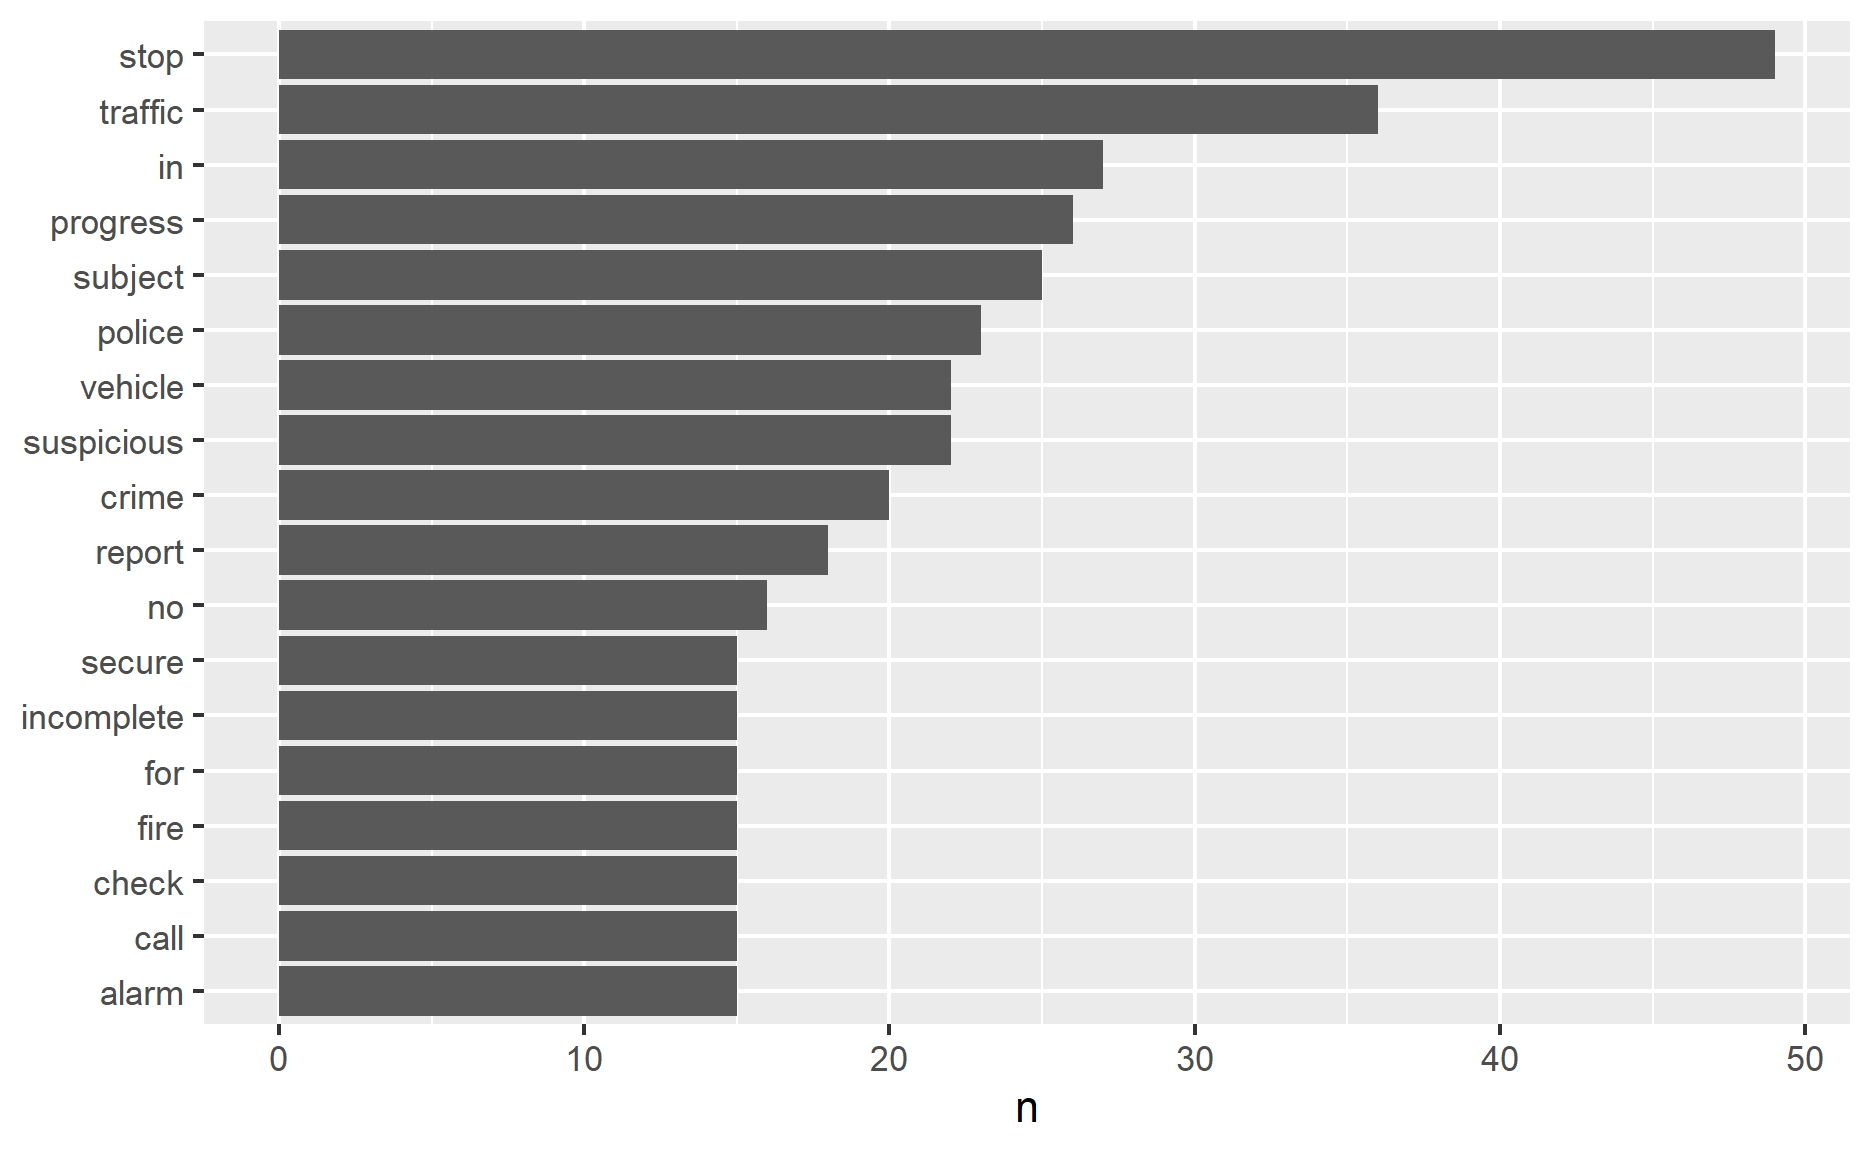 stop
traffic
in
progress
subject
police
vehicle
suspicious
crime
report
no
secure
incomplete
for
fire
check
call
alarm
0 10 20 30 40 50
n